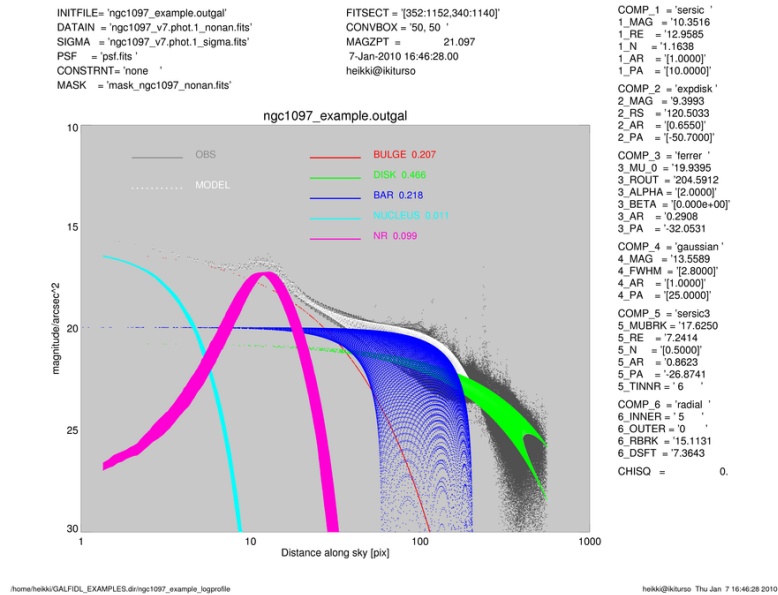 INITFILE= 'ngc1097_example.outgal'
DATAIN = 'ngc1097_v7.phot.1_nonan.fits'
SIGMA = 'ngc1097_v7.phot.1_sigma.fits'
PSF = 'psf.fits '
CONSTRNT= 'none '
MASK = 'mask_ngc1097_nonan.fits'
FITSECT = '[352:1152,340:1140]'
CONVBOX = '50, 50 '
MAGZPT = 21.097
7-Jan-2010 16:46:28.00
heikki@kiturso
COMP_1 = 'sersic '
1_MAG = '10.3516
1_RE = '12.9585
1_N = '1.1638
1_AR = '[1.0000]'
1_PA = '[10.0000]'
COMP_2 = 'expdisk '
2_MAG = '9.3993
2_RS = '120.5033
2_AR = '[0.6550]'
2_PA = '[-50.7000]'
COMP_3 = 'ferrer '
3_MU_0 = '19.9395
3_ROUT = '204.5912
3_ALPHA = '[2.0000]'
3_BETA = '[0.000e+00]'
3_AR = '0.2908
3_PA = '-32.0531
COMP_4 = 'gaussian '
4_MAG = '13.5589
4_FWHM = '[2.8000]'
4_AR = '[1.0000]'
4_PA = '[25.0000]'
COMP_5 = 'sersic3
5_MUBRK = '17.6250
5_RE = '7.2414
5_N = '[0.5000]'
5_AR = '0.8623
5_PA = '-26.8741
5_TINNR = ' 6 '
COMP_6 = 'radial '
6_INNER = ' 5 '
6_OUTER = '0 '
6_RBRK = '15.1131
6_DSFT = '7.3643
CHISQ = 0.
ngc1097_example.outgal
OBS
MODEL
BULGE 0.207
DISK 0.466
BAR 0.218
NUCLEUS 0.011
NR 0.099
magnitude/arcsec^2
10
15
20
25
30
1
10
100
1000
Distance along sky [pix]
/home/heikki/GALFIDL_EXAMPLES.dir/ngc1097_example_logprofile
heikki@kiturso Thu Jan 7 16:46:28 2010